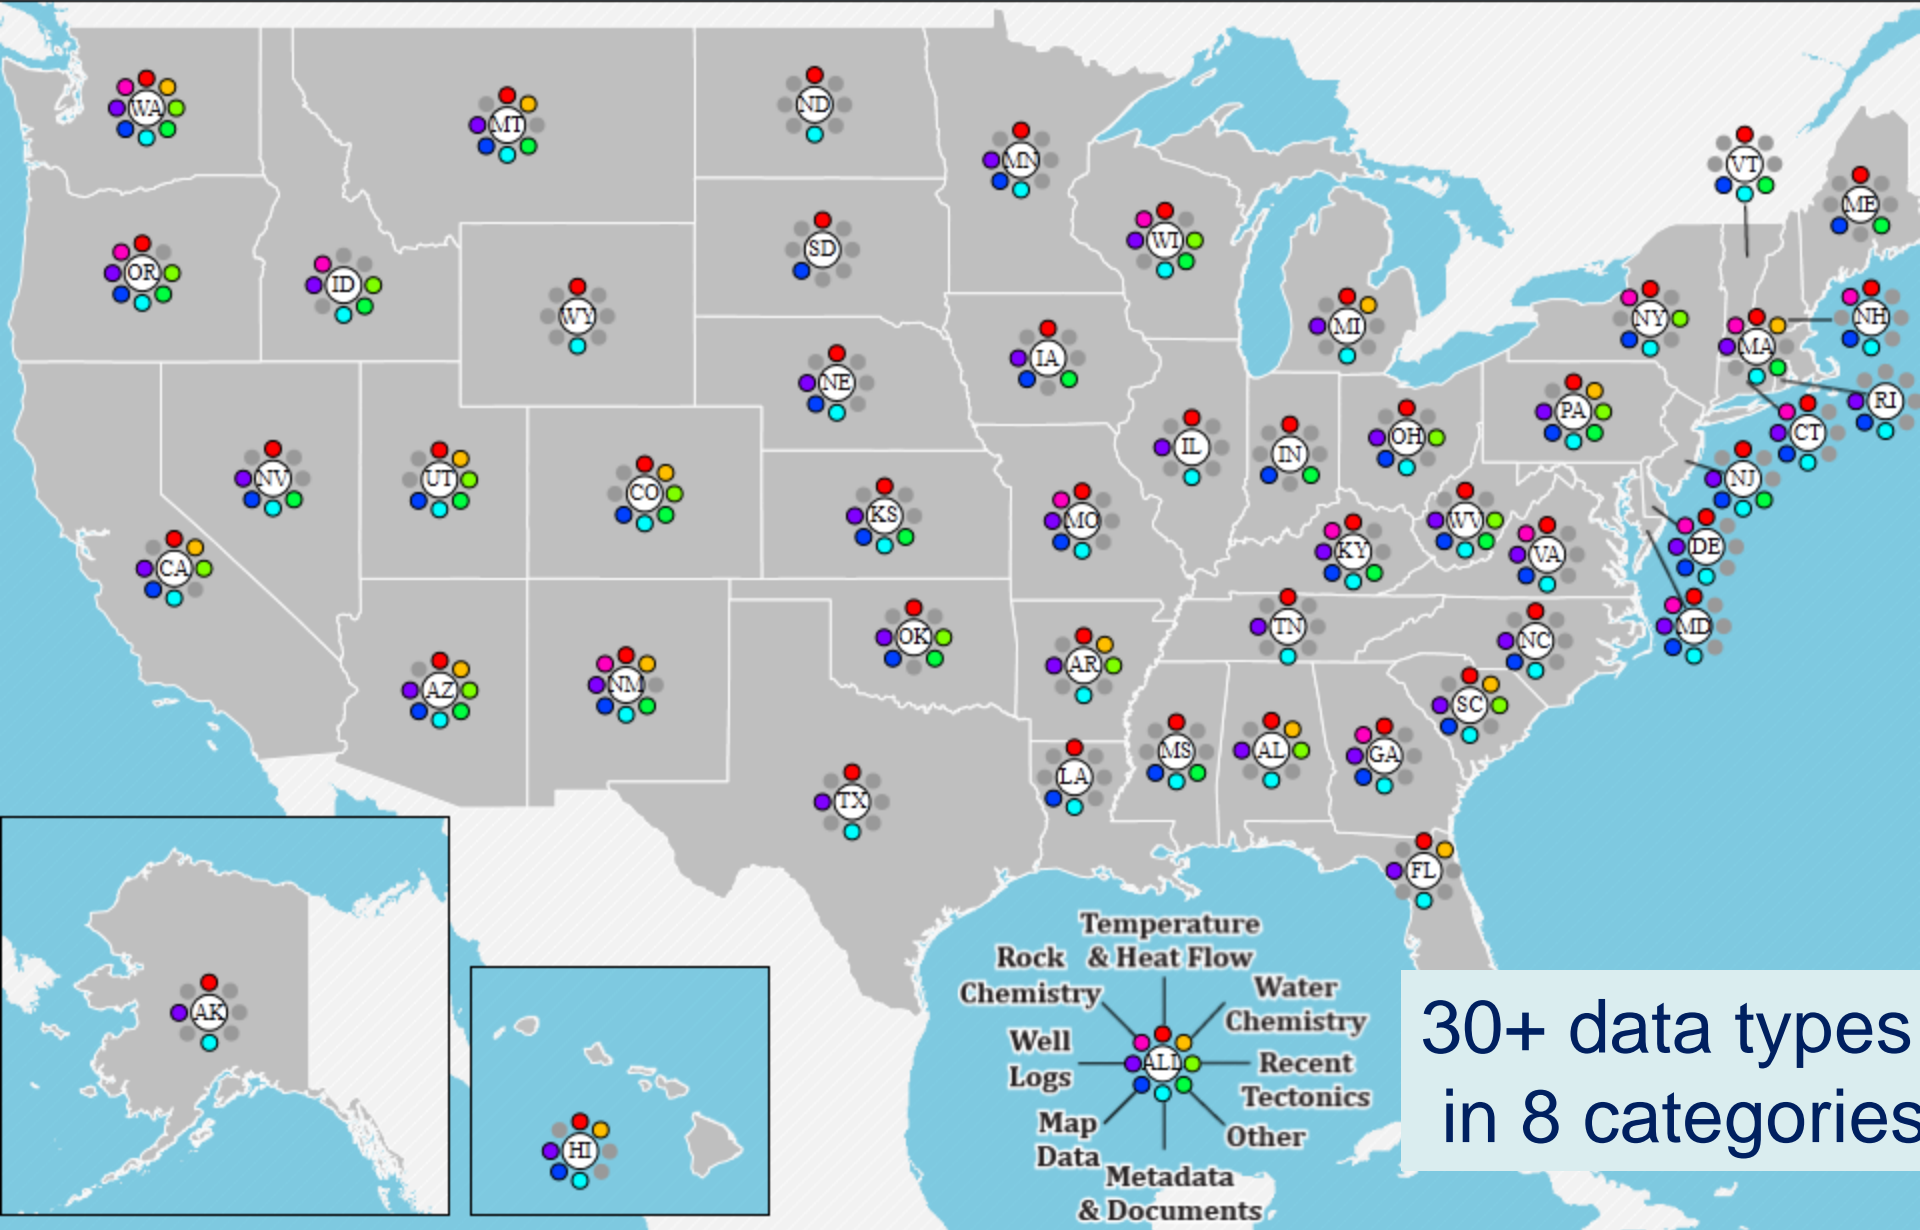 WA
MT
ND
MN
VT
ME
OR
ID
SD
WI
WY
MI
NY
NH
MA
NE
IA
RI
PA
CT
NV
UT
CO
IL
IN
OH
NJ
KS
MO
WV
VA
DE
CA
KY
OK
TN
NC
MD
AZ
NM
AR
SC
TX
LA
MS
AL
GA
FL
AK
HI
Temperature
& Heat Flow
Rock
Chemistry
Water
Chemistry
Well
Logs
ALL
Recent
Tectonics
Map
Data
Other
Metadata
& Documents
30+ data types
in 8 categories